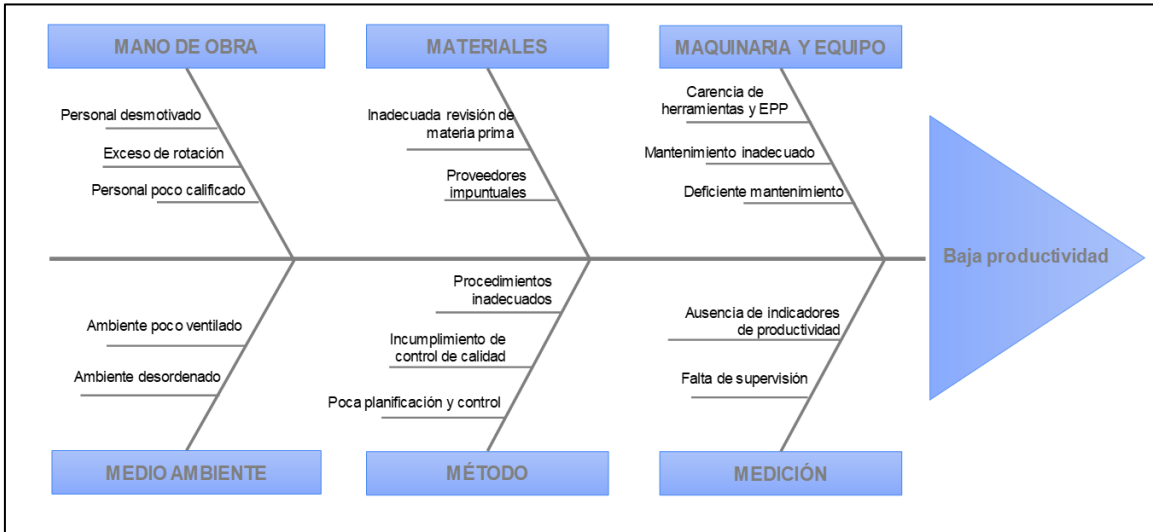 MANO DE OBRA
MATERIALES
MAQUINARIA Y EQUIPO
Personal desmotivado
Exceso de rotación
Personal poco calificado
Inadecuada revisión de
materia prima
Proveedores
impuntuales
Carencia de
herramientas y EPP
Mantenimiento inadecuado
Deficiente mantenimiento
Baja productividad
Ambiente poco ventilado
Ambiente desordenado
Procedimientos
inadecuados
Incumplimiento de
control de calidad
Poca planificación y control
Ausencia de indicadores
de productividad
Falta de supervisión
MEDIO AMBIENTE
MÉTODO
MEDICIÓN